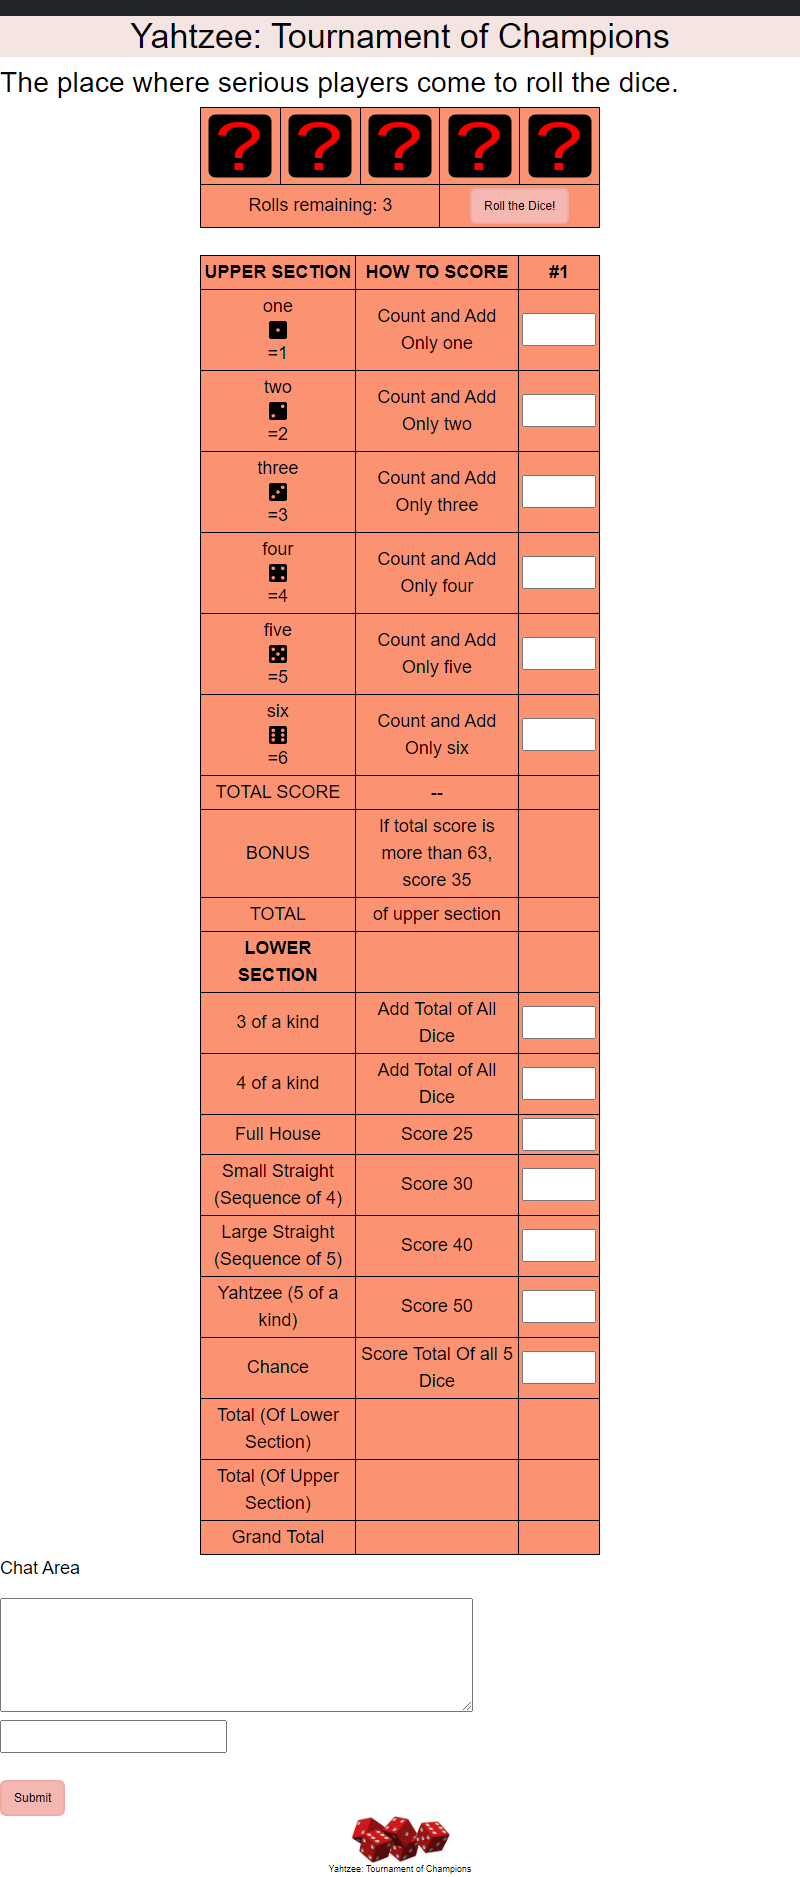 Yahtzee: Tournament of Champions
The place where serious players come to roll the dice.
? ? ? ? ?
Rolls remaining: 3 Roll the Dice!
UPPER SECTION HOW TO SCORE #1
one
=1
Count and Add
Only one
two
=2
Count and Add
Only two
three
=3
Count and Add
Only three
four
=4
Count and Add
Only four
five
=5
Count and Add
Only five
six
=6
Count and Add
Only six
TOTAL SCORE --
BONUS
If total score is
more than 63,
score 35
TOTAL of upper section
LOWER
SECTION
3 of a kind
Add Total of All
Dice
4 of a kind
Add Total of All
Dice
Full House Score 25
Small Straight
(Sequence of 4)
Score 30
Large Straight
(Sequence of 5)
Score 40
Yahtzee (5 of a
kind)
Score 50
Chance
Score Total Of all 5
Dice
Total (Of Lower
Section)
Total (Of Upper
Section)
Grand Total
Chat Area
Submit
Yahtzee: Tournament of Champions